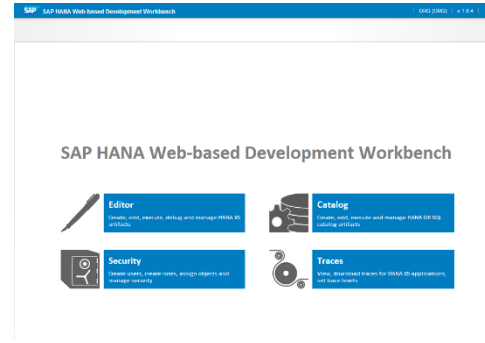 SAP SAP HANA Web-based Development Workbench
ORG (ORG) | v 1.8.4
SAP HANA Web-based Development Workbench
Editor
Create, edit, execute, debug and manage HANA XS
artifacts
Catalog
Create, edit, execute and manage HANA DB SQL
catalog artifacts
Security
Create users, create roles, assign objects and
manage security
Traces
View, download traces for HANA XS applications,
set trace levels